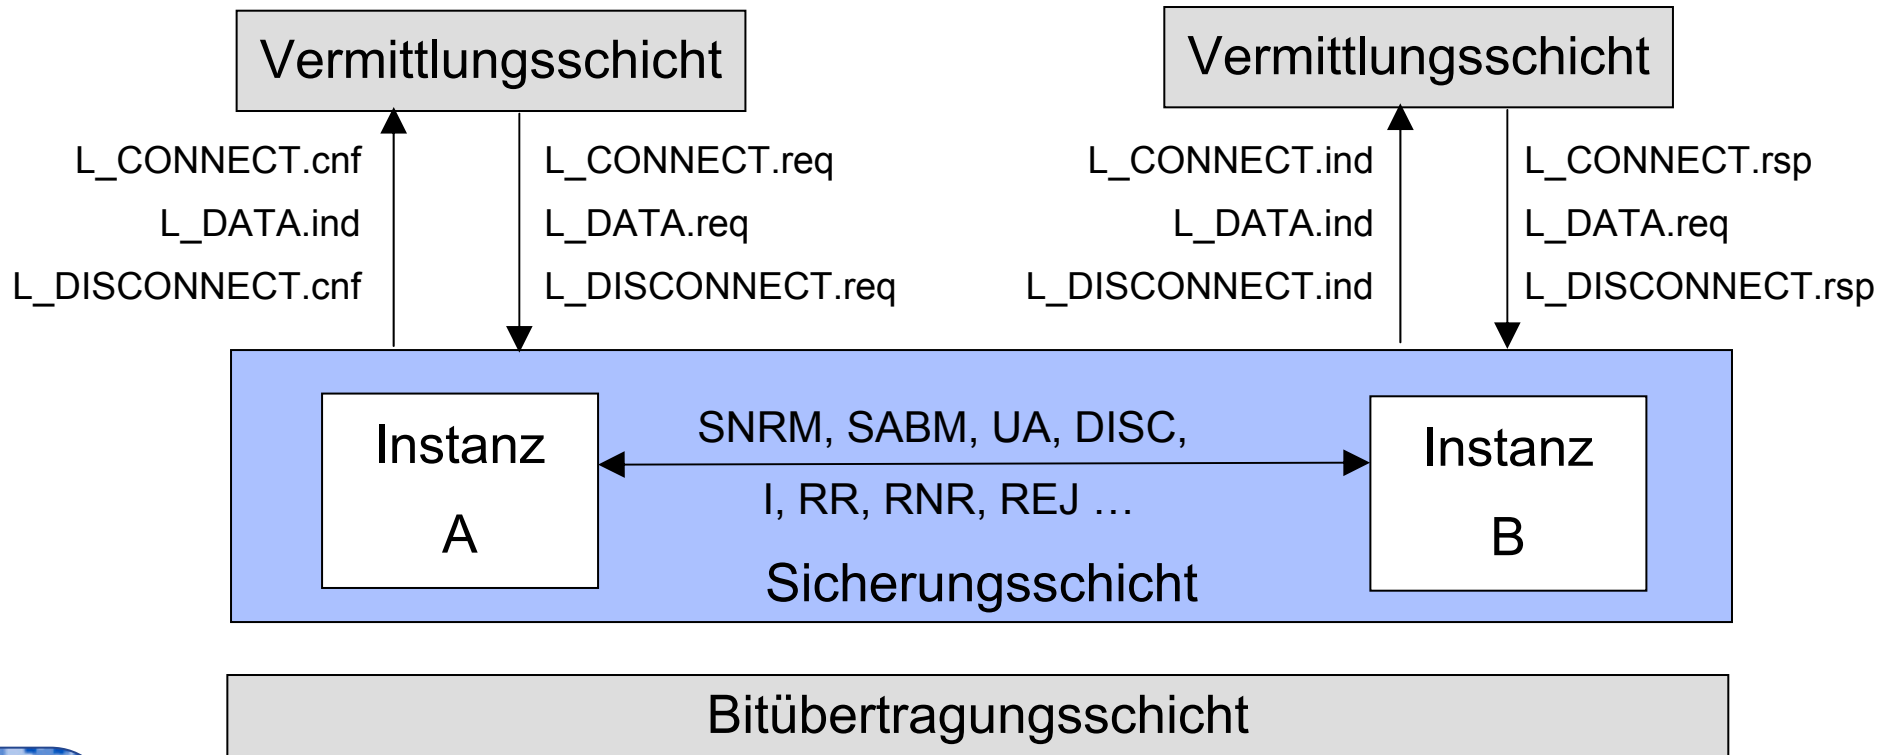 Vermittlungsschicht
Vermittlungsschicht
L_CONNECT.cnf
L_CONNECT.req
L_CONNECT.ind
L_CONNECT.rsp
L_DATA.ind
L_DATA.req
L_DATA.ind
L_DATA.req
L_DISCONNECT.cnf
L_DISCONNECT.req
L_DISCONNECT.ind
L_DISCONNECT.rsp
Instanz
A
SNRM, SABM, UA, DISC,
I, RR, RNR, REJ …
Instanz
B
Sicherungsschicht
Bitübertragungsschicht